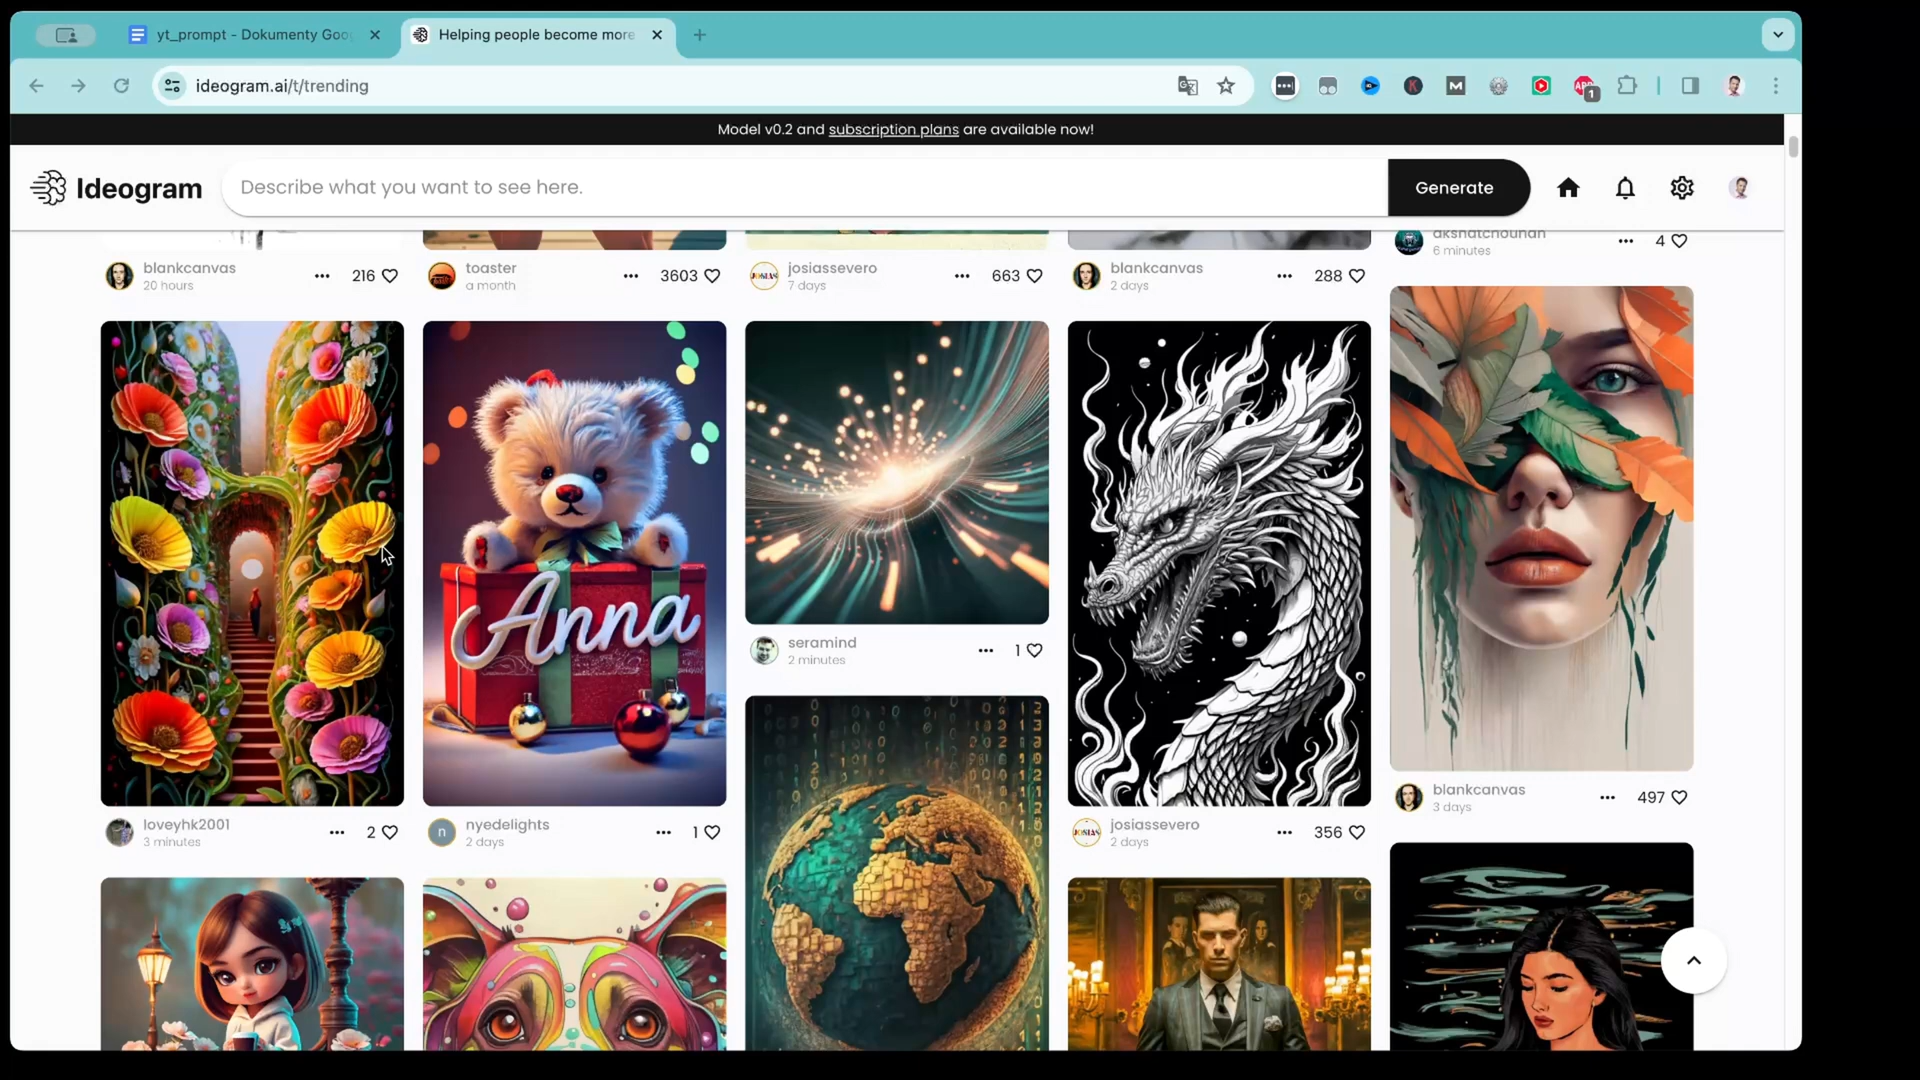 yt_prompt - Dokumenty Goo
Helping people become more
ideogram.ai/t/trending
ABP
1
Model v0.2 and subscription plans are available now!
Ideogram
Describe what you want to see here.
Generate
blankcanvas
20 hours
216
toaster
a month
3603
josiassevero
7 days
663
blankcanvas
2 days
288
akshatchouhan
6 minutes
4
Anna
loveyhk2001
3 minutes
2
n
nyedelights
2 days
1
seramind
2 minutes
1
josiassevero
2 days
356
blankcanvas
3 days
497